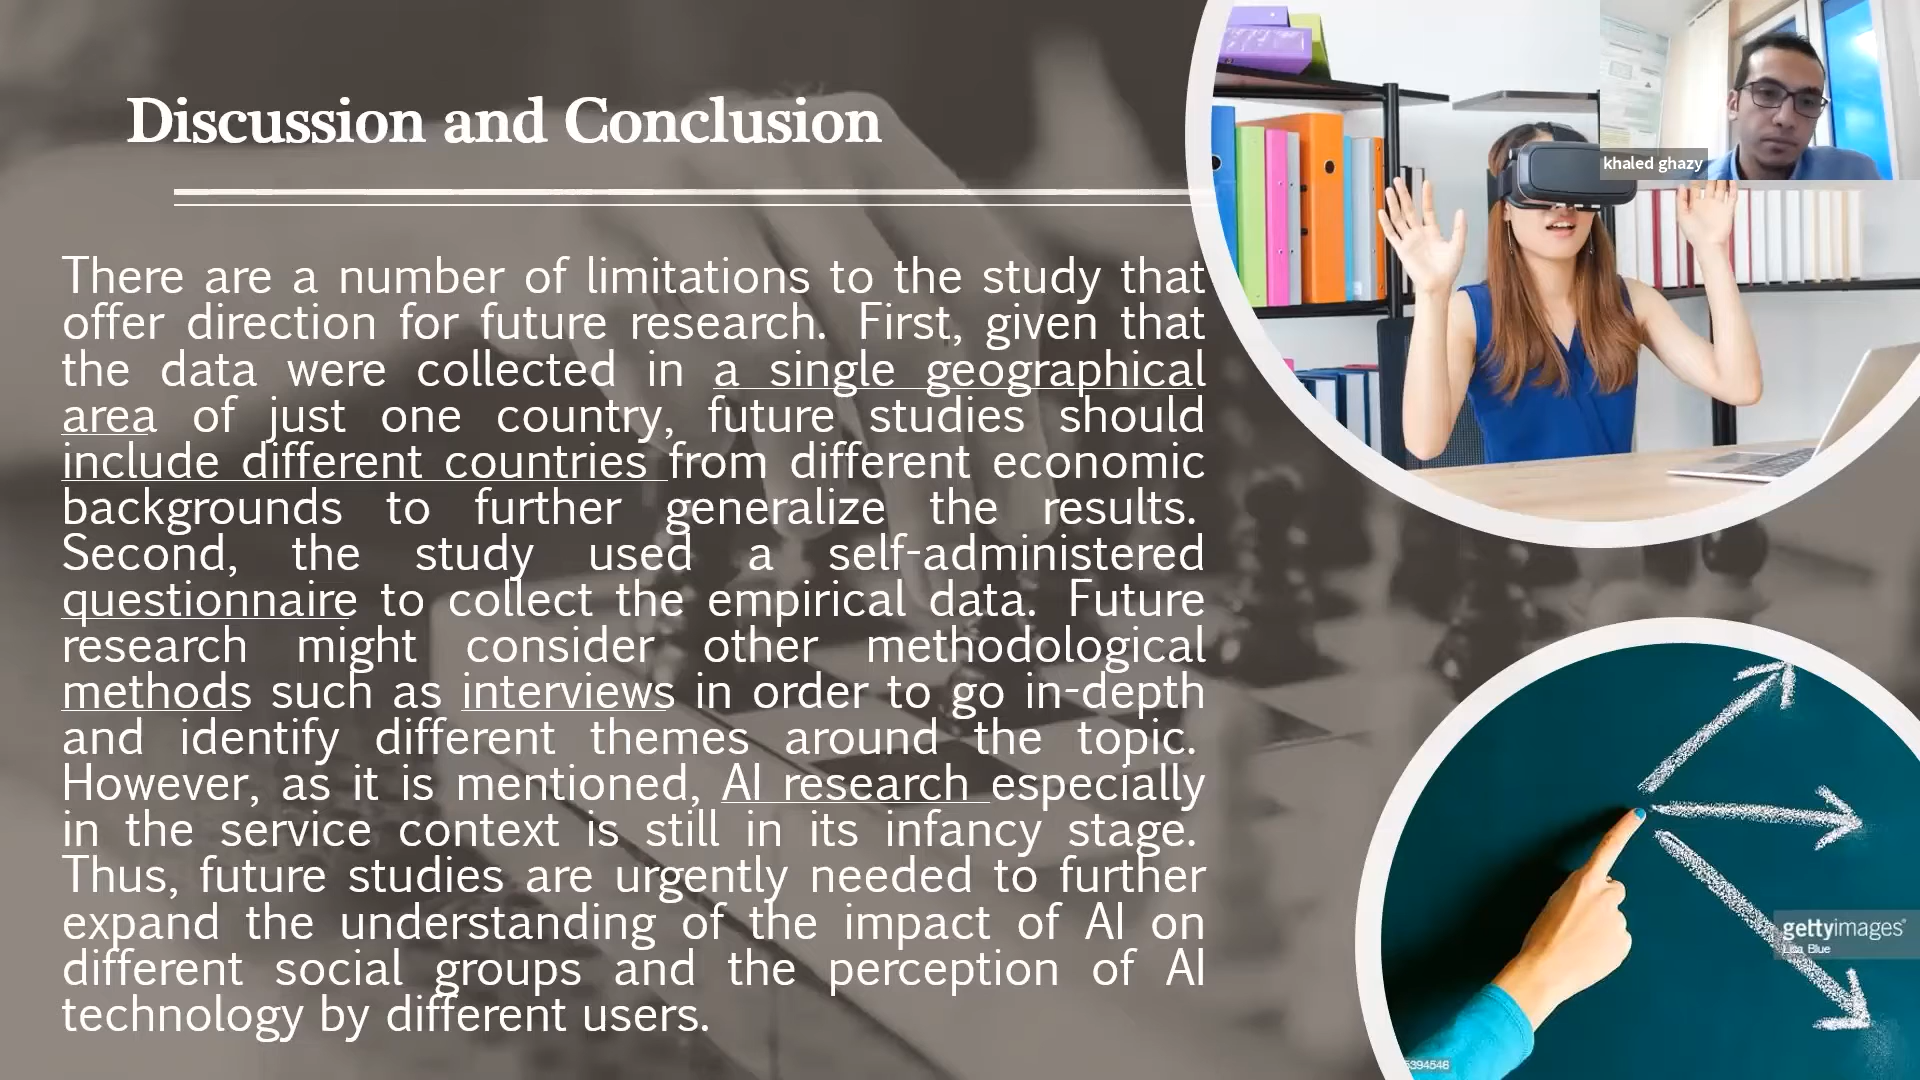 Discussion and Conclusion
khaled ghazy
There are a number of limitations to the study that
offer direction for future research. First, given that
the data were collected in a single geographical
area of just one country, future studies should
include different countries from different economic
backgrounds to further generalize the results.
Second, the study used a self-administered
questionnaire to collect the empirical data. Future
research might consider other methodological
methods such as interviews in order to go in-depth
and identify different themes around the topic.
However, as it is mentioned, AI research especially
in the service context is still in its infancy stage.
Thus, future studies are urgently needed to further
expand the understanding of the impact of AI on
different social groups and the perception of AI
technology by different users.
gettyimages
Blue